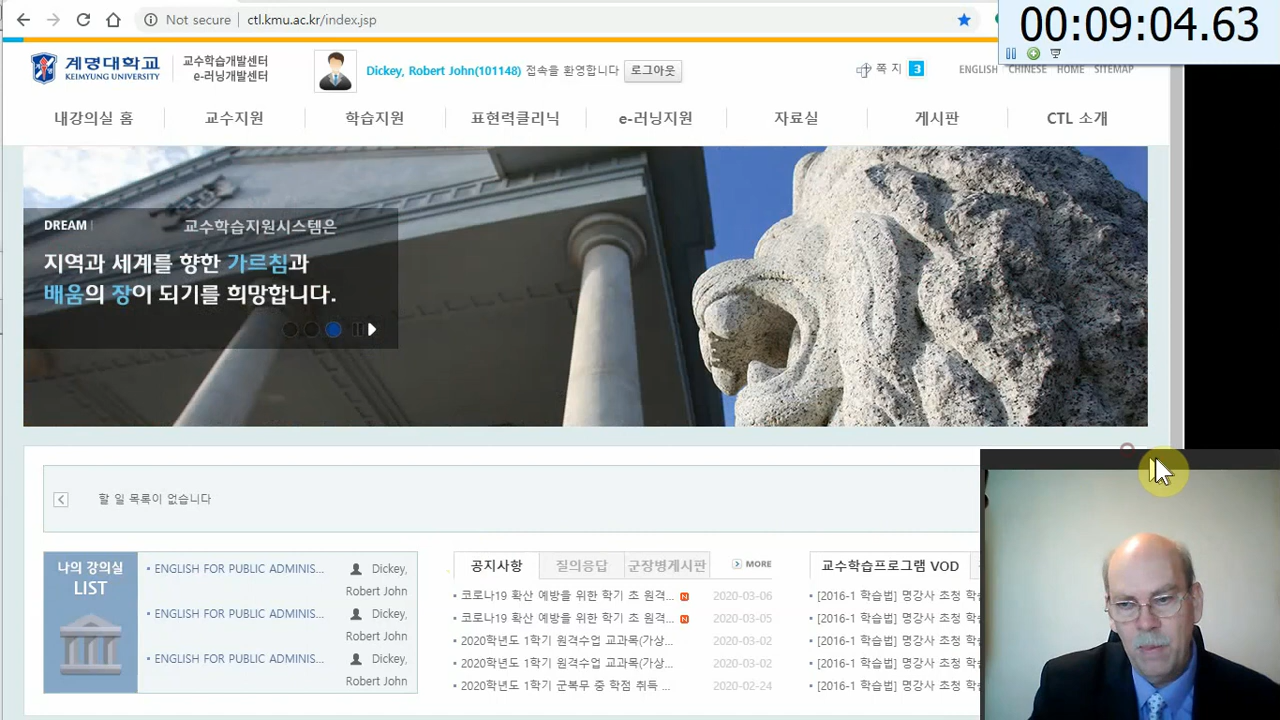 Not secure | ctl.kmu.ac.kr/index.jsp
00:09:04.63
계명대학교
KEIMYUNG UNIVERSITY
교수학습개발센터
e-러닝개발센터
Dickey, Robert John(101148) 접속을 환영합니다 로그아웃
쪽 지 3
ENGLISH CHINESE HOME SITEMAP
내강의실 홈 교수지원 학습지원 표현력클리닉 e-러닝지원 자료실 게시판 CTL 소개
DREAM | 교수학습지원시스템은
지역과 세계를 향한 가르침과
배움의 장이 되기를 희망합니다.
할 일 목록이 없습니다
나의 강의실
LIST
ENGLISH FOR PUBLIC ADMINIS... Dickey,
Robert John
ENGLISH FOR PUBLIC ADMINIS... Dickey,
Robert John
ENGLISH FOR PUBLIC ADMINIS... Dickey,
Robert John
공지사항 질의응답 군장병게시판 MORE
코로나19 확산 예방을 위한 학기 초 원격... N 2020-03-06
코로나19 확산 예방을 위한 학기 초 원격... N 2020-03-05
2020학년도 1학기 원격수업 교과목(가상... 2020-03-02
2020학년도 1학기 원격수업 교과목(가상... 2020-03-02
2020학년도 1학기 군복무 중 학점 취득 ... 2020-02-24
교수학습프로그램 VOD
[2016-1 학습법] 명강사 초청 학습
[2016-1 학습법] 명강사 초청 학습
[2016-1 학습법] 명강사 초청 학습
[2016-1 학습법] 명강사 초청 학습
[2016-1 학습법] 명강사 초청 학습